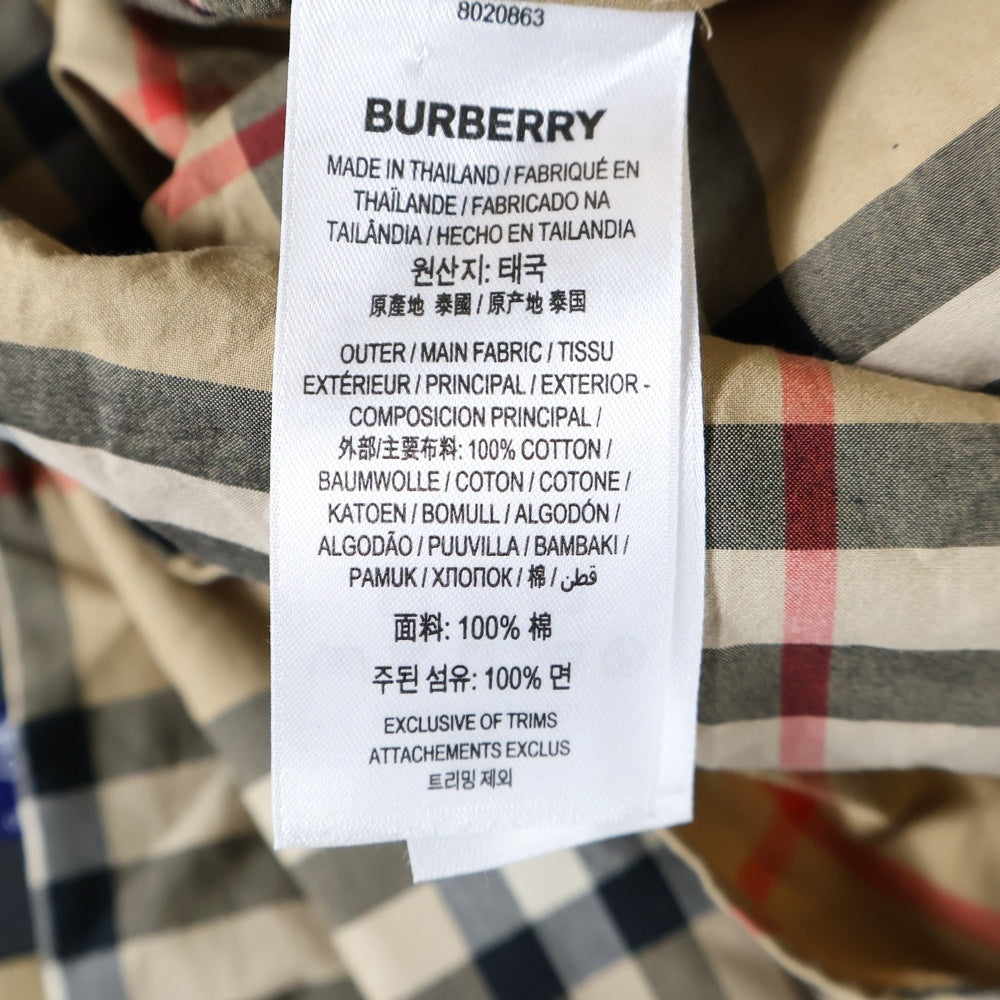 8020863
BURBERRY
MADE IN THAILAND / FABRIQUÉ EN
THAÏLANDE / FABRICADO NA
TAILÂNDIA / HECHO EN TAILANDIA
원산지: 태국
原產地 泰國 / 原产地 泰国
OUTER / MAIN FABRIC / TISSU
EXTÉRIEUR / PRINCIPAL / EXTERIOR -
COMPOSICION PRINCIPAL /
外部/主要布料: 100% COTTON /
BAUMWOLLE / COTON / COTONE /
KATOEN / BOMULL / ALGODÓN /
ALGODÃO / PUUVILLA / BAMBAKI /
PAMUK / ХЛОПОК / 棉 / قطن
面料: 100% 棉
주된 섬유: 100% 면
EXCLUSIVE OF TRIMS
ATTACHEMENTS EXCLUS
트리밍 제외